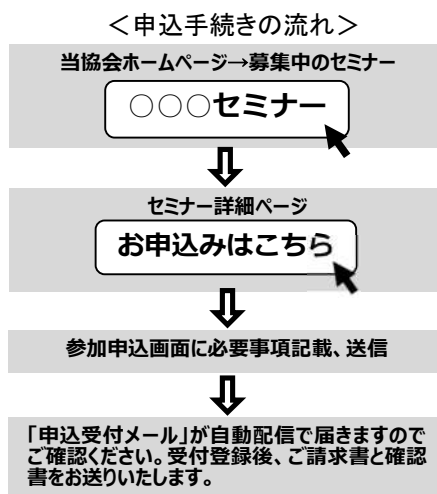 ＜申込手続きの流れ＞
当協会ホームページ→募集中のセミナー
○○○セミナー
セミナー詳細ページ
お申込みはこちら
参加申込画面に必要事項記載、送信
「申込受付メール」が自動配信で届きますので
ご確認ください。受付登録後、ご請求書と確認
書をお送りいたします。